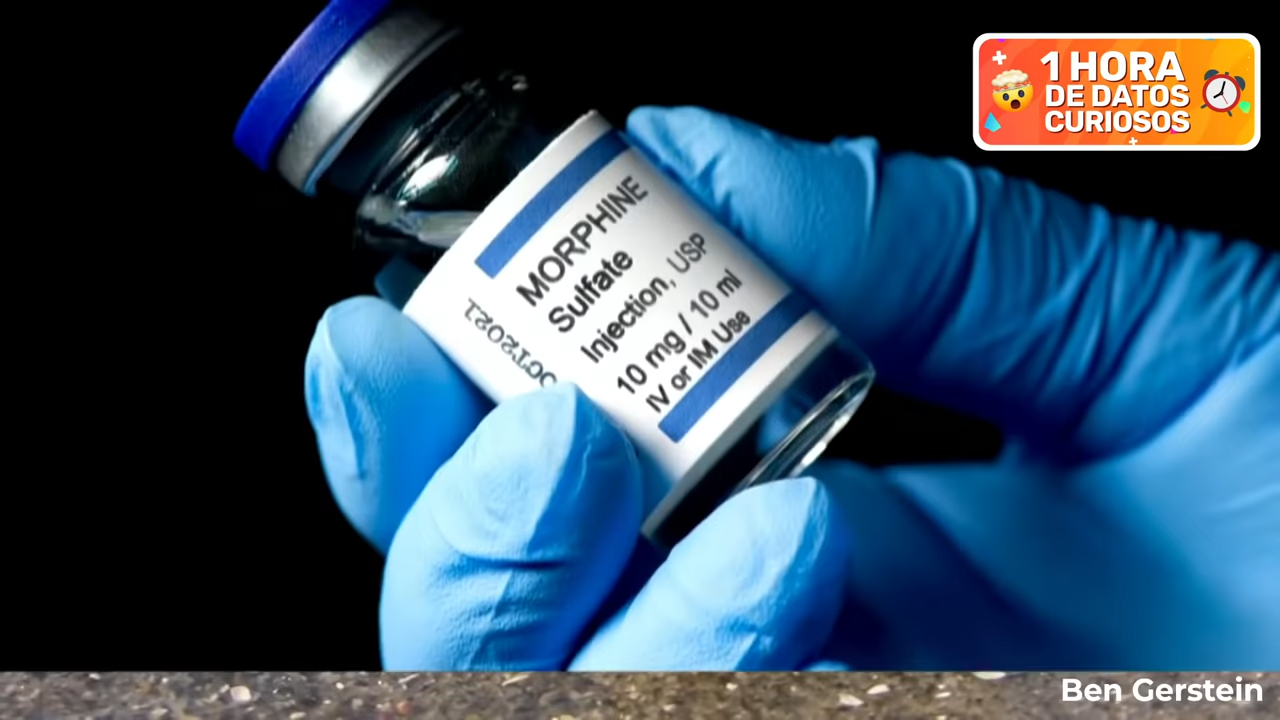 1 HORA
DE DATOS
CURIOSOS
MORPHINE
Sulfate
Injection, USP
10 mg / 10 ml
IV or IM Use
OCT2021
Ben Gerstein